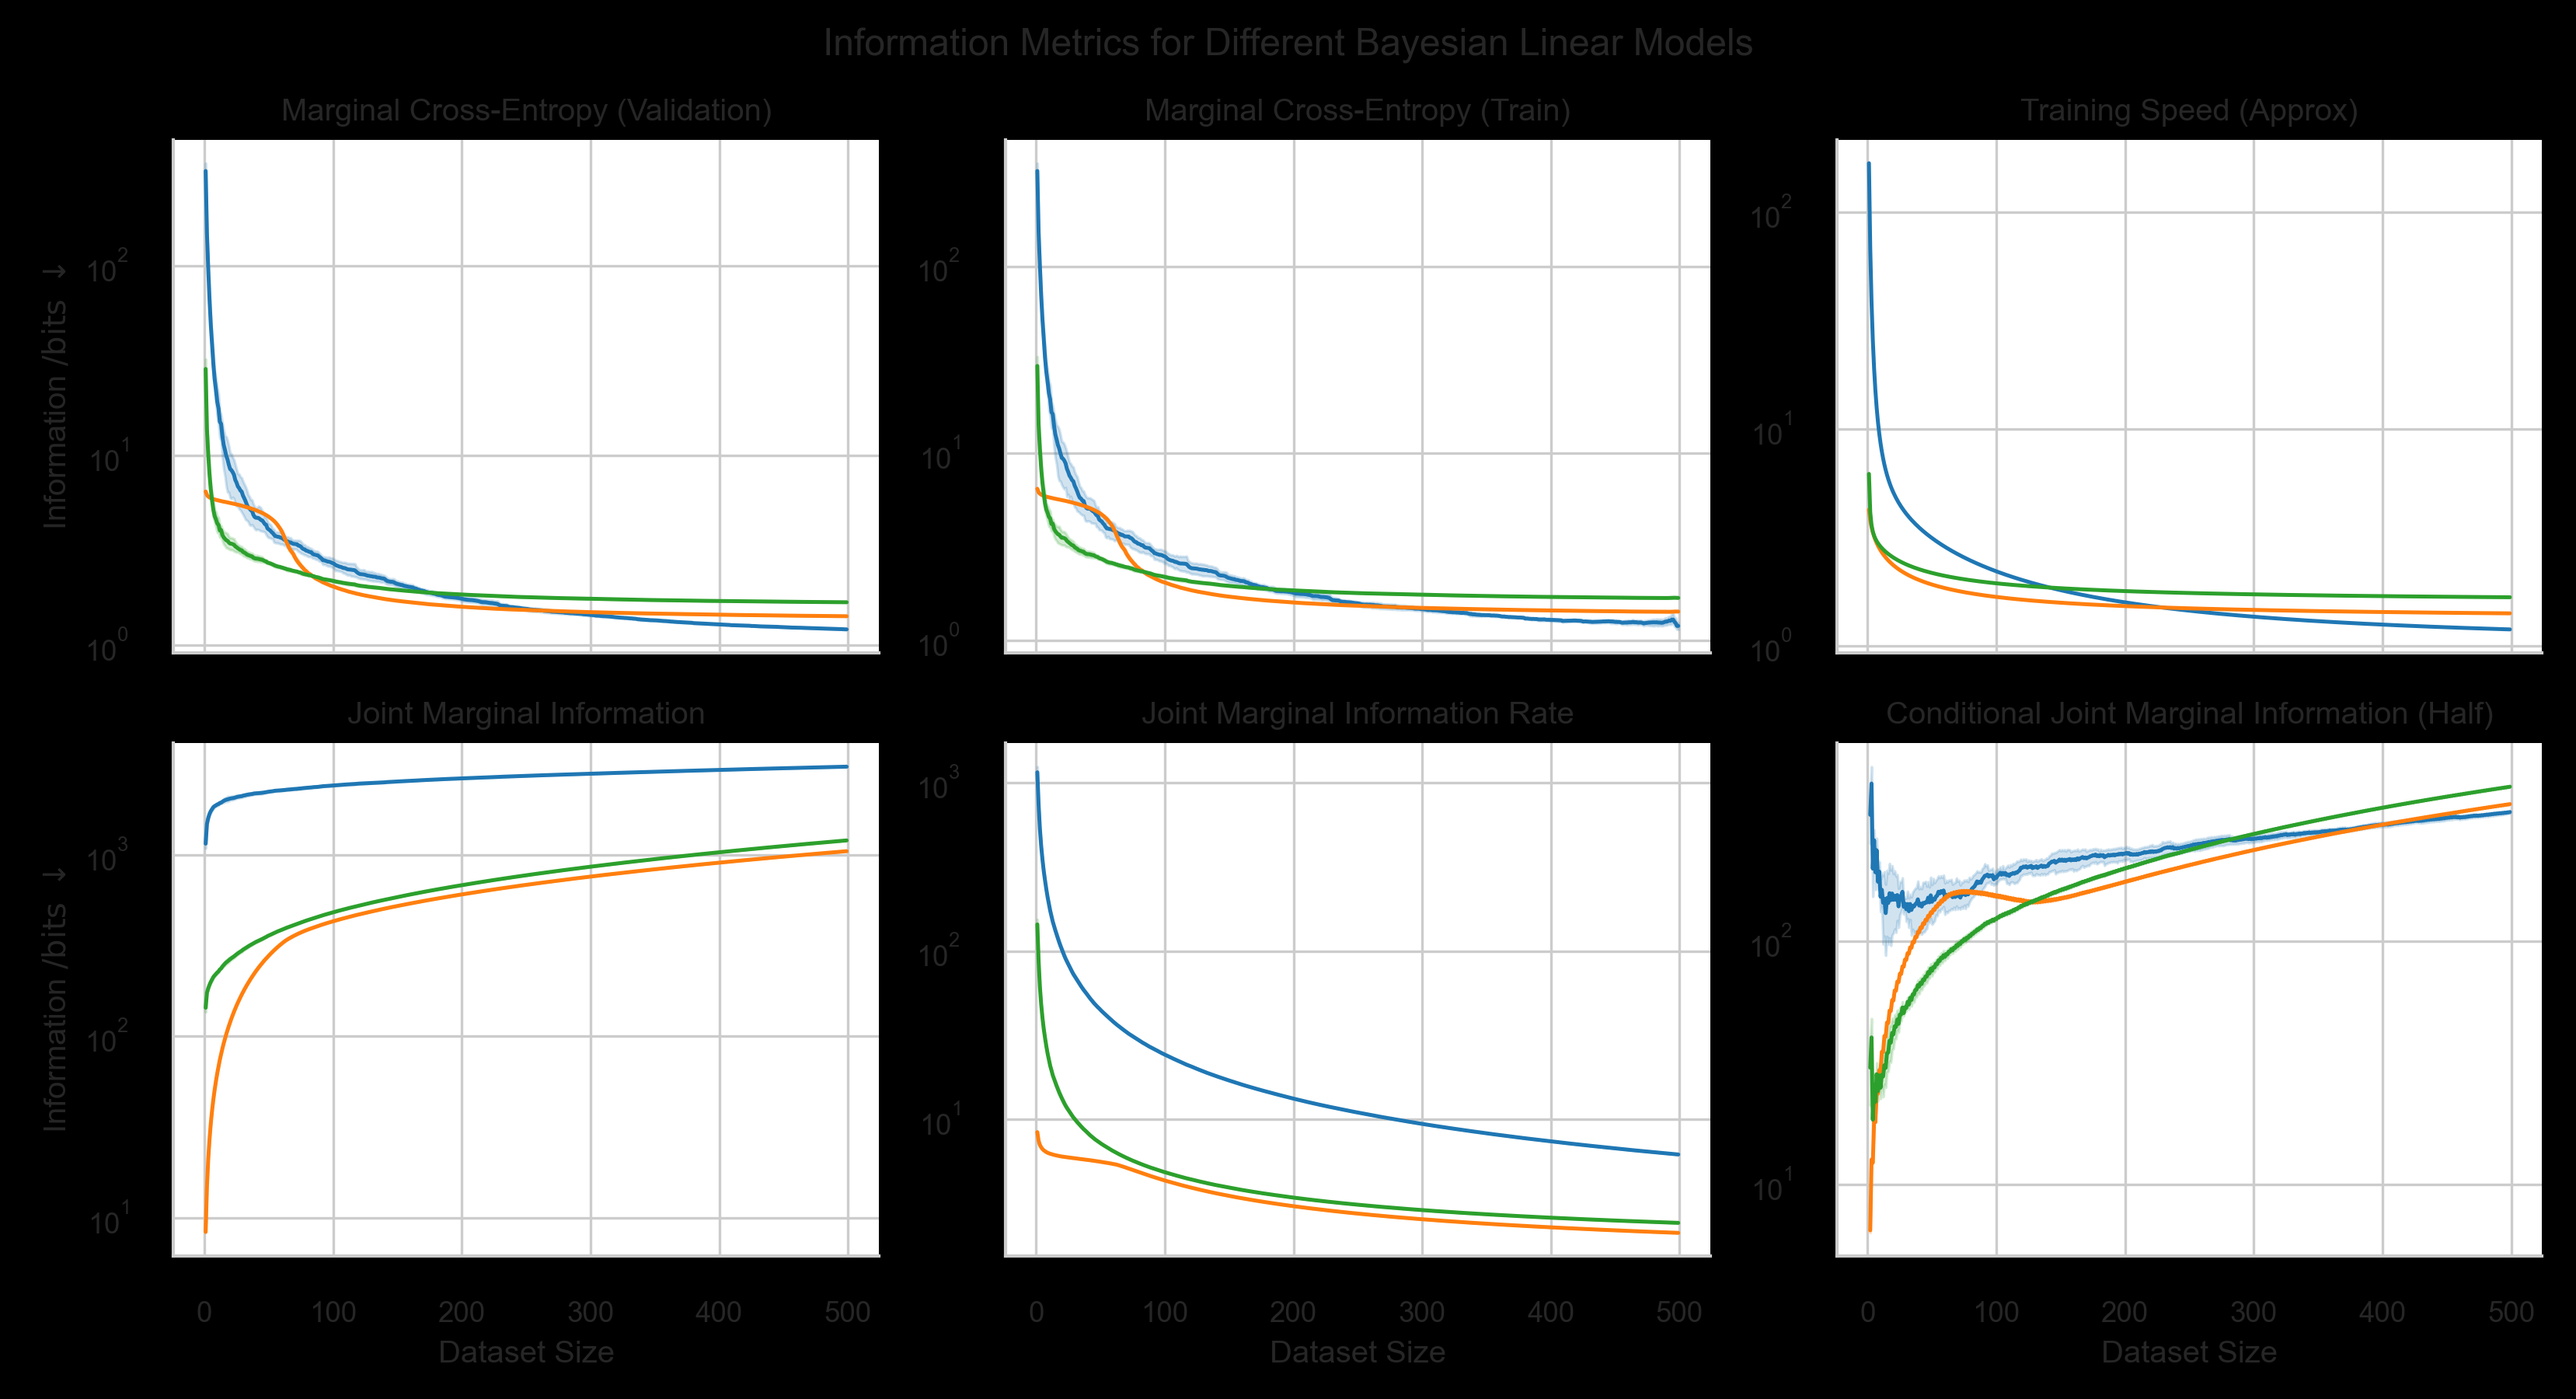 Information Metrics for Different Bayesian Linear Models
Marginal Cross-Entropy (Validation)
Marginal Cross-Entropy (Train)
Training Speed (Approx)
Information /bits ↓
10²
10¹
10⁰
10²
10¹
10⁰
10²
10¹
10⁰
Joint Marginal Information
Joint Marginal Information Rate
Conditional Joint Marginal Information (Half)
Information /bits ↓
10³
10²
10¹
10³
10²
10¹
10²
10¹
0 100 200 300 400 500
0 100 200 300 400 500
0 100 200 300 400 500
Dataset Size
Dataset Size
Dataset Size